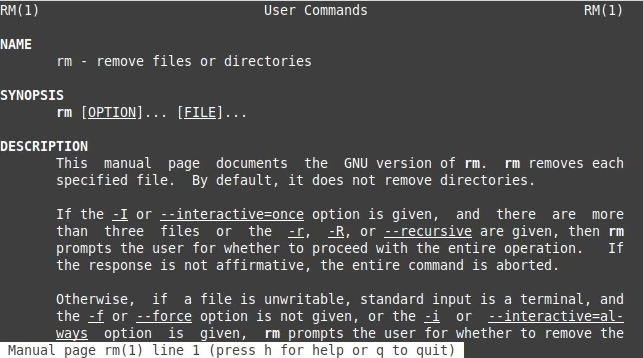 RM(1) User Commands RM(1)
NAME
rm - remove files or directories
SYNOPSIS
rm [OPTION]... [FILE]...
DESCRIPTION
This manual page documents the GNU version of rm. rm removes each
specified file. By default, it does not remove directories.
If the -I or --interactive=once option is given, and there are more
than three files or the -r, -R, or --recursive are given, then rm
prompts the user for whether to proceed with the entire operation. If
the response is not affirmative, the entire command is aborted.
Otherwise, if a file is unwritable, standard input is a terminal, and
the -f or --force option is not given, or the -i or --interactive=al-
ways option is given, rm prompts the user for whether to remove the
Manual page rm(1) line 1 (press h for help or q to quit)